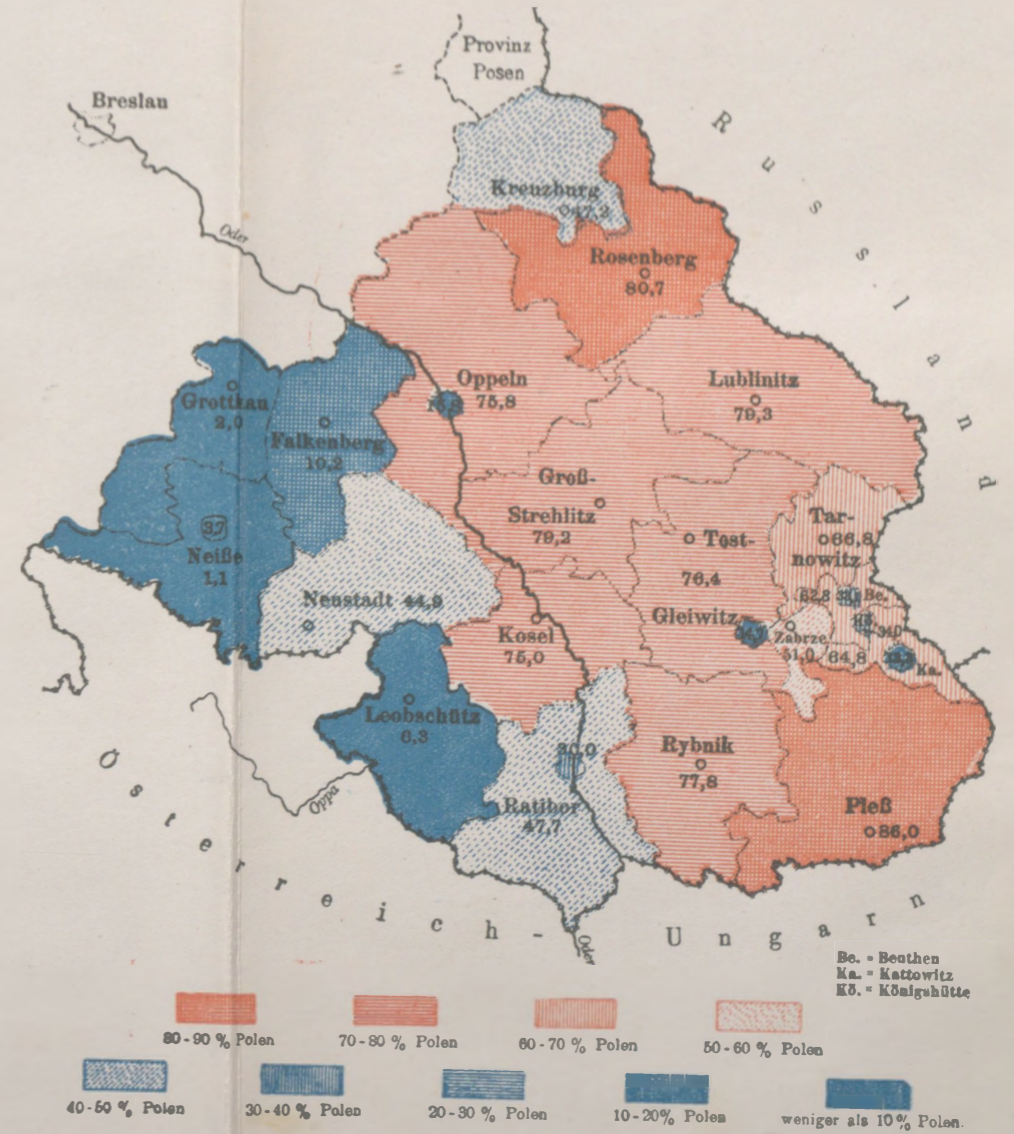 Provinz
Posen
Breslau
Russland
Kreuzburg
47,2
Oder
Rosenberg
80,7
Oppeln
75,8
Lublinitz
79,3
Grottkau
2,0
Falkenberg
10,2
Groß-
Strehlitz
79,2
Tar-
66,8
nowitz
Tost-
76,4
Gleiwitz
3,7
Neiße
1,1
Neustadt 44,9
Be.
Kosel
75,0
Zabrze
51,0
64,8
Ka.
Leobschütz
6,3
30,0
Rybnik
77,8
Ratibor
47,7
Pleß
86,0
Oppa
Österreich-Ungarn
Oder
Be. = Beuthen
Ka. = Kattowitz
Kö. = Königshütte
80-90 % Polen
70-80 % Polen
60-70 % Polen
50-60 % Polen
40-50 % Polen
30-40 % Polen
20-30 % Polen
10-20% Polen
weniger als 10% Polen.